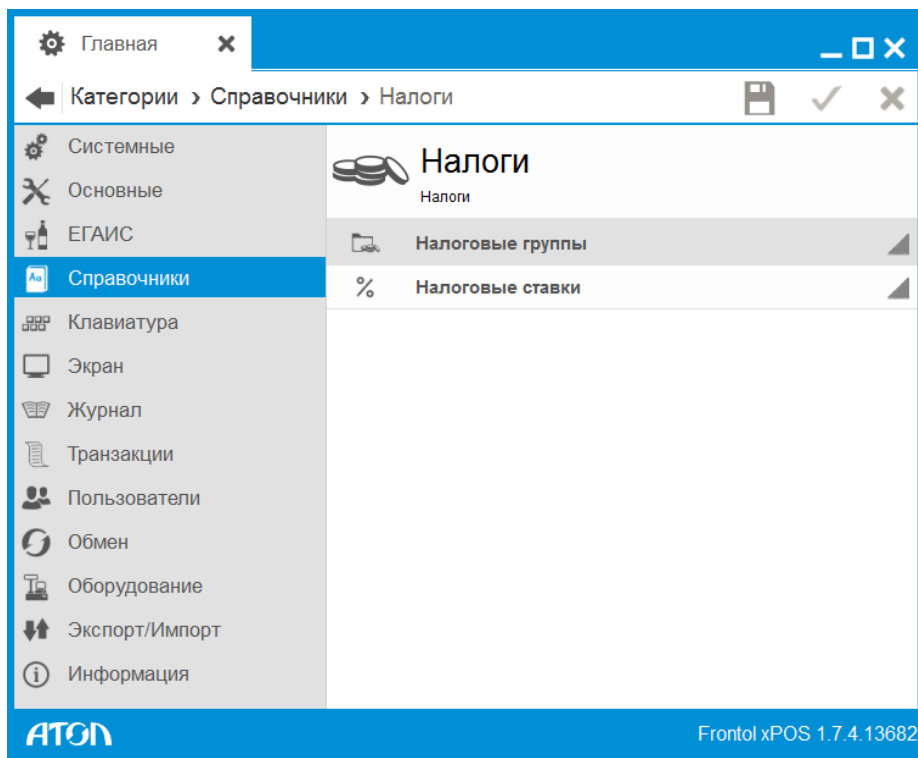 Главная
Категории › Справочники › Налоги
Системные
Основные
ЕГАИС
Справочники
Клавиатура
Экран
Журнал
Транзакции
Пользователи
Обмен
Оборудование
Экспорт/Импорт
Информация
Налоги
Налоги
Налоговые группы
Налоговые ставки
ATOЛ
Frontol xPOS 1.7.4.13682